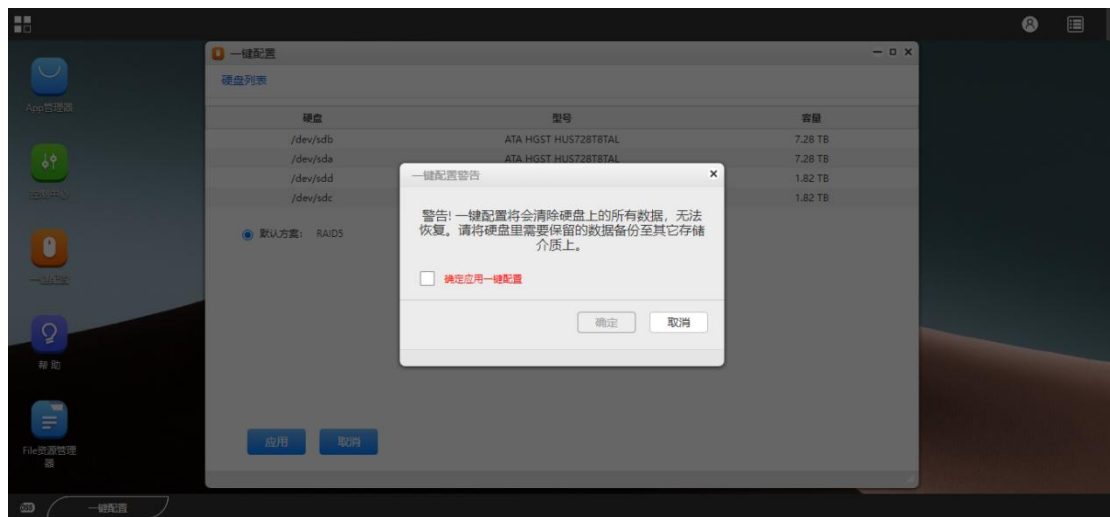 一键配置
硬盘列表
App管理器
硬盘 型号 容量
/dev/sdb ATA HGST HUS728T8TAL 7.28 TB
/dev/sda ATA HGST HUS728T8TAL 7.28 TB
/dev/sdd 1.82 TB
/dev/sdc 1.82 TB
一键配置警告
警告! 一键配置将会清除硬盘上的所有数据，无法
恢复。请将硬盘里需要保留的数据备份至其它存储
介质上。
默认方案： RAID5
确定应用一键配置
一键配置
确定 取消
帮 助
应用 取消
File资源管理
器
一键配置